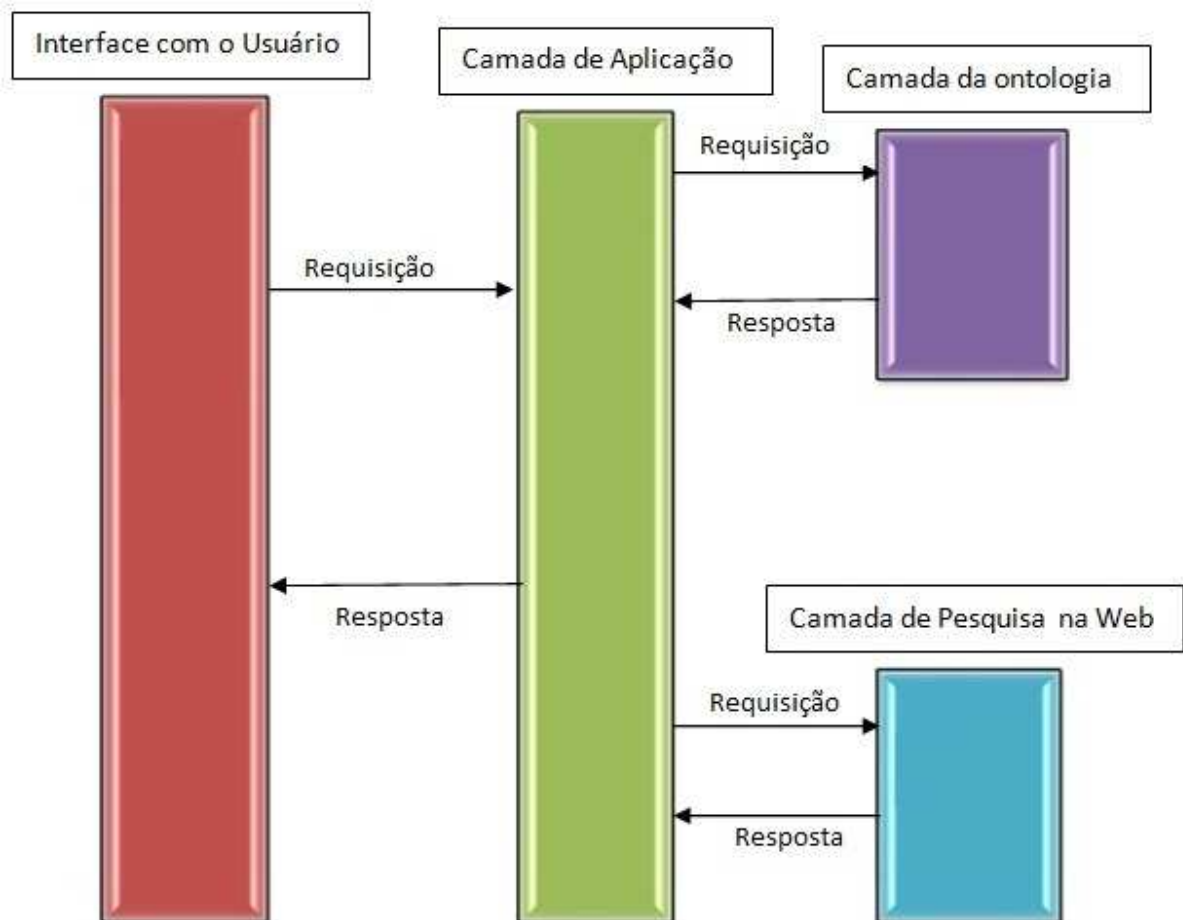 Interface com o Usuário
Camada de Aplicação
Camada da ontologia
Requisição
Requisição
Resposta
Resposta
Camada de Pesquisa na Web
Requisição
Resposta